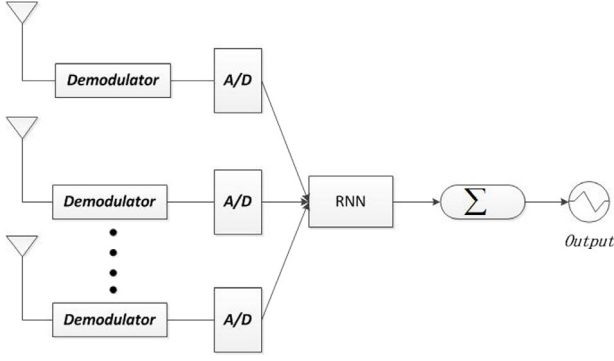 Demodulator
A/D
Demodulator
A/D
RNN
Σ
Output
Demodulator
A/D